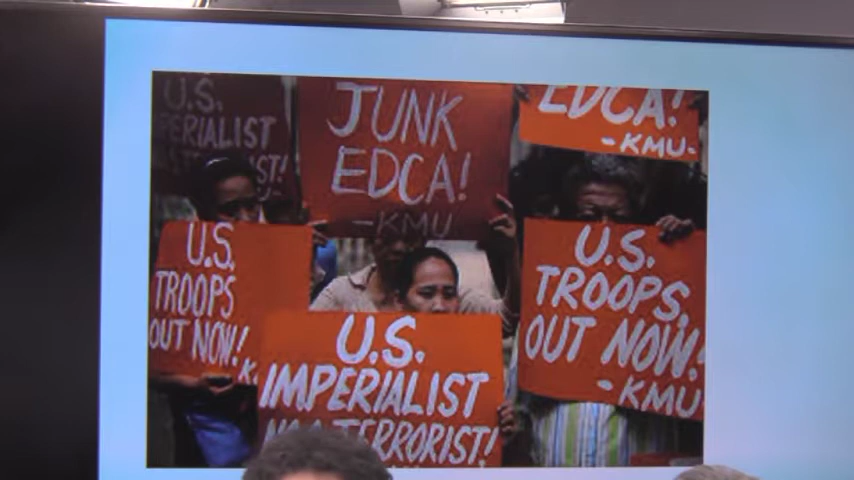 U.S.
JUNK
EDCA!
-KMU
EDCA!
-KMU-
U.S.
TROOPS
OUT NOW!
U.S.
IMPERIALIST
TERRORIST!
U.S.
TROOPS
OUT NOW!
-KMU